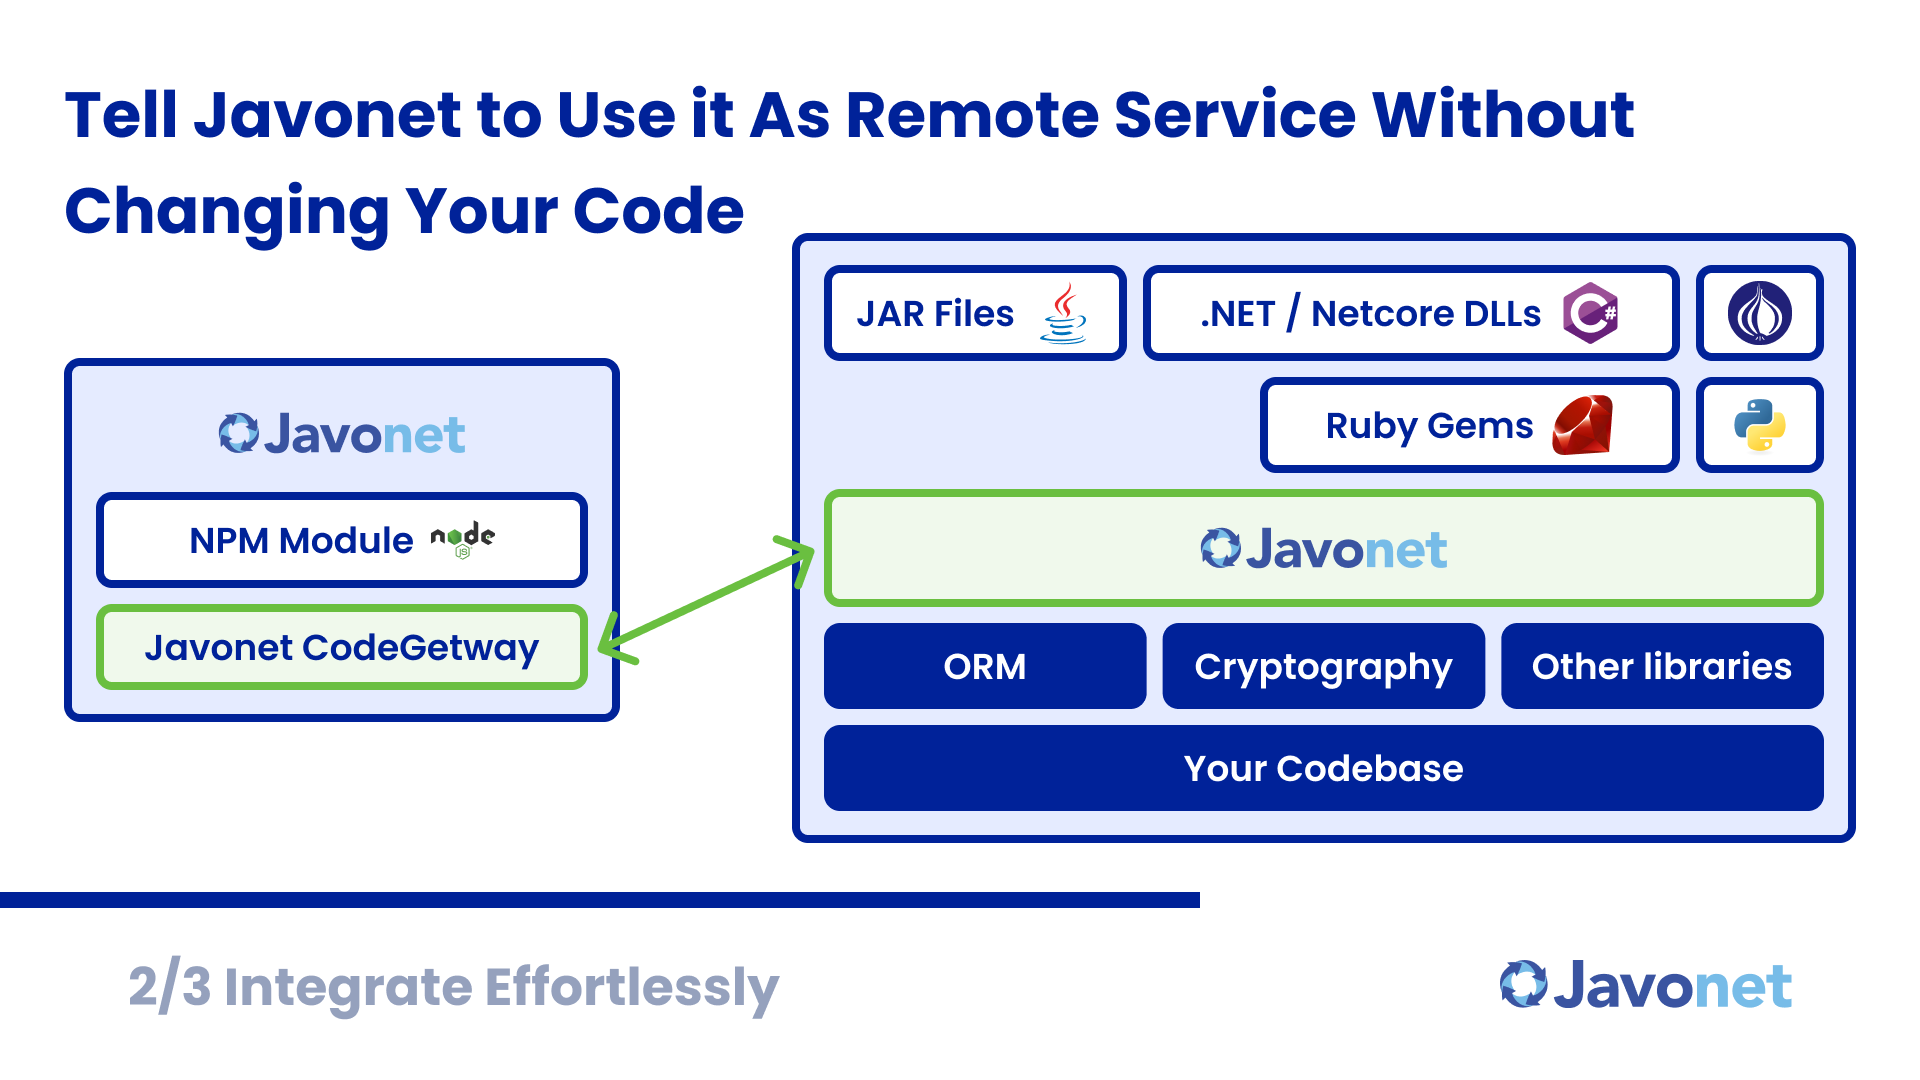 Tell Javonet to Use it As Remote Service Without
Changing Your Code
Javonet
NPM Module node JS
Javonet CodeGetway
JAR Files
.NET / Netcore DLLs C#
Ruby Gems
Javonet
ORM
Cryptography
Other libraries
Your Codebase
2/3 Integrate Effortlessly
Javonet